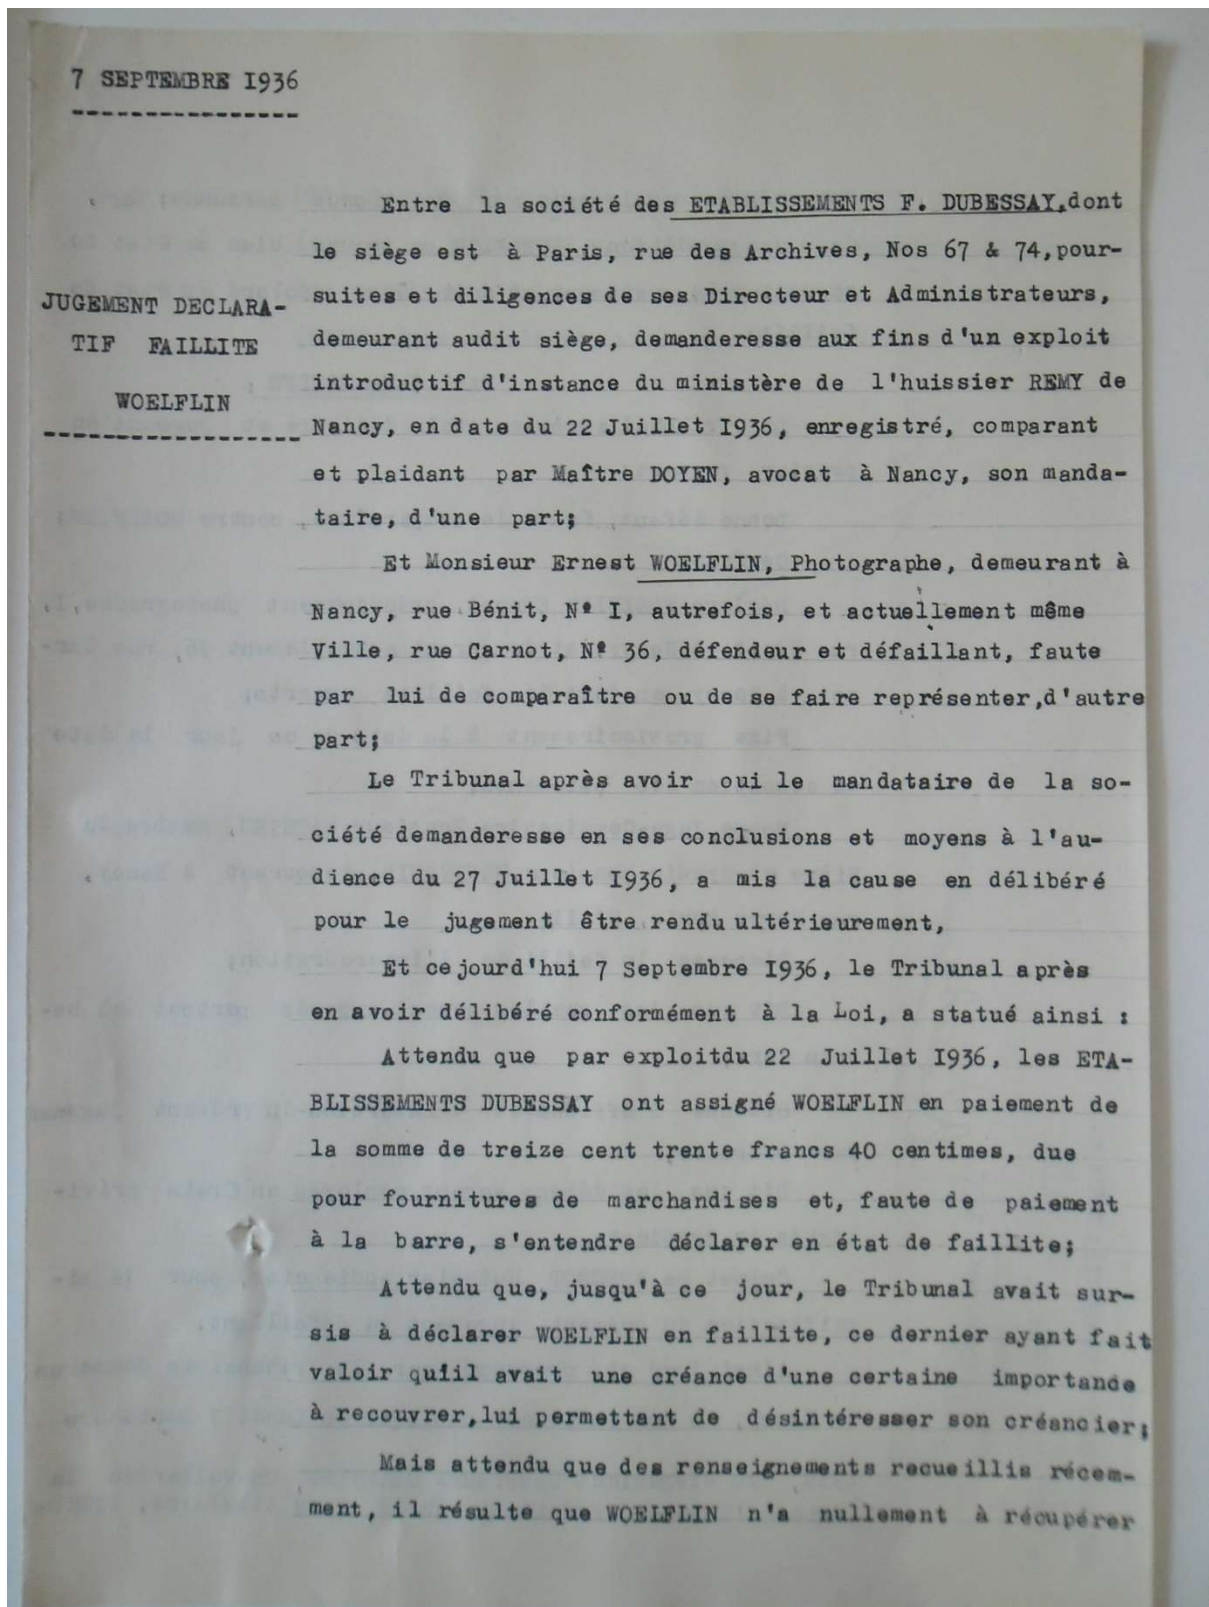 7 SEPTEMBRE 1936
-----------------
Entre la société des ETABLISSEMENTS F. DUBESSAY, dont
le siège est à Paris, rue des Archives, Nos 67 & 74, pour-
JUGEMENT DECLARA-
TIF FAILLITE
WOELFLIN
------------------
suites et diligences de ses Directeur et Administrateurs,
demeurant audit siège, demanderesse aux fins d'un exploit
introductif d'instance du ministère de l'huissier REMY de
Nancy, en date du 22 Juillet I936, enregistré, comparant
et plaidant par Maître DOYEN, avocat à Nancy, son manda-
taire, d'une part;
Et Monsieur Ernest WOELFLIN, Photographe, demeurant à
Nancy, rue Bénit, Nº I, autrefois, et actuellement même
Ville, rue Carnot, Nº 36, défendeur et défaillant, faute
par lui de comparaître ou de se faire représenter, d'autre
part;
Le Tribunal après avoir oui le mandataire de la so-
ciété demanderesse en ses conclusions et moyens à l'au-
dience du 27 Juillet I936, a mis la cause en délibéré
pour le jugement être rendu ultérieurement,
Et cejourd'hui 7 Septembre I936, le Tribunal après
en avoir délibéré conformément à la Loi, a statué ainsi :
Attendu que par exploitdu 22 Juillet I936, les ETA-
BLISSEMENTS DUBESSAY ont assigné WOELFLIN en paiement de
la somme de treize cent trente francs 40 centimes, due
pour fournitures de marchandises et, faute de paiement
à la barre, s'entendre déclarer en état de faillite;
Attendu que, jusqu'à ce jour, le Tribunal avait sur-
sis à déclarer WOELFLIN en faillite, ce dernier ayant fait
valoir qu'il avait une créance d'une certaine importance
à recouvrer, lui permettant de désintéresser son créancier;
Mais attendu que des renseignements recueillis récem-
ment, il résulte que WOELFLIN n'a nullement à récupérer